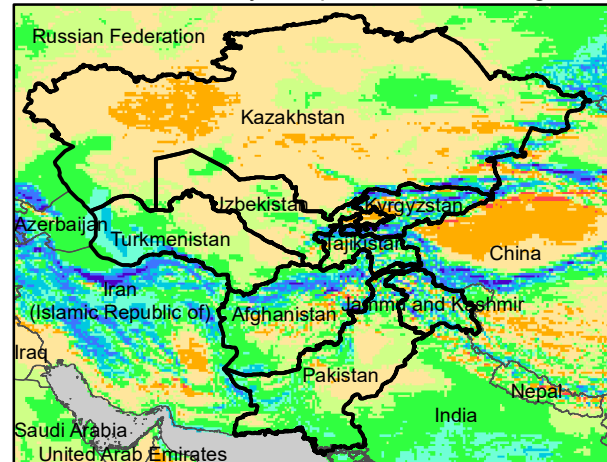 Russian Federation
Kazakhstan
Izbekistan
Kyrgyzstan
Azerbaijan
Turkmenistan
Tajikistan
China
Iran
(Islamic Republic of)
Afghanistan
Jammu and Kashmir
Iraq
Pakistan
Nepal
India
Saudi Arabia
United Arab Emirates